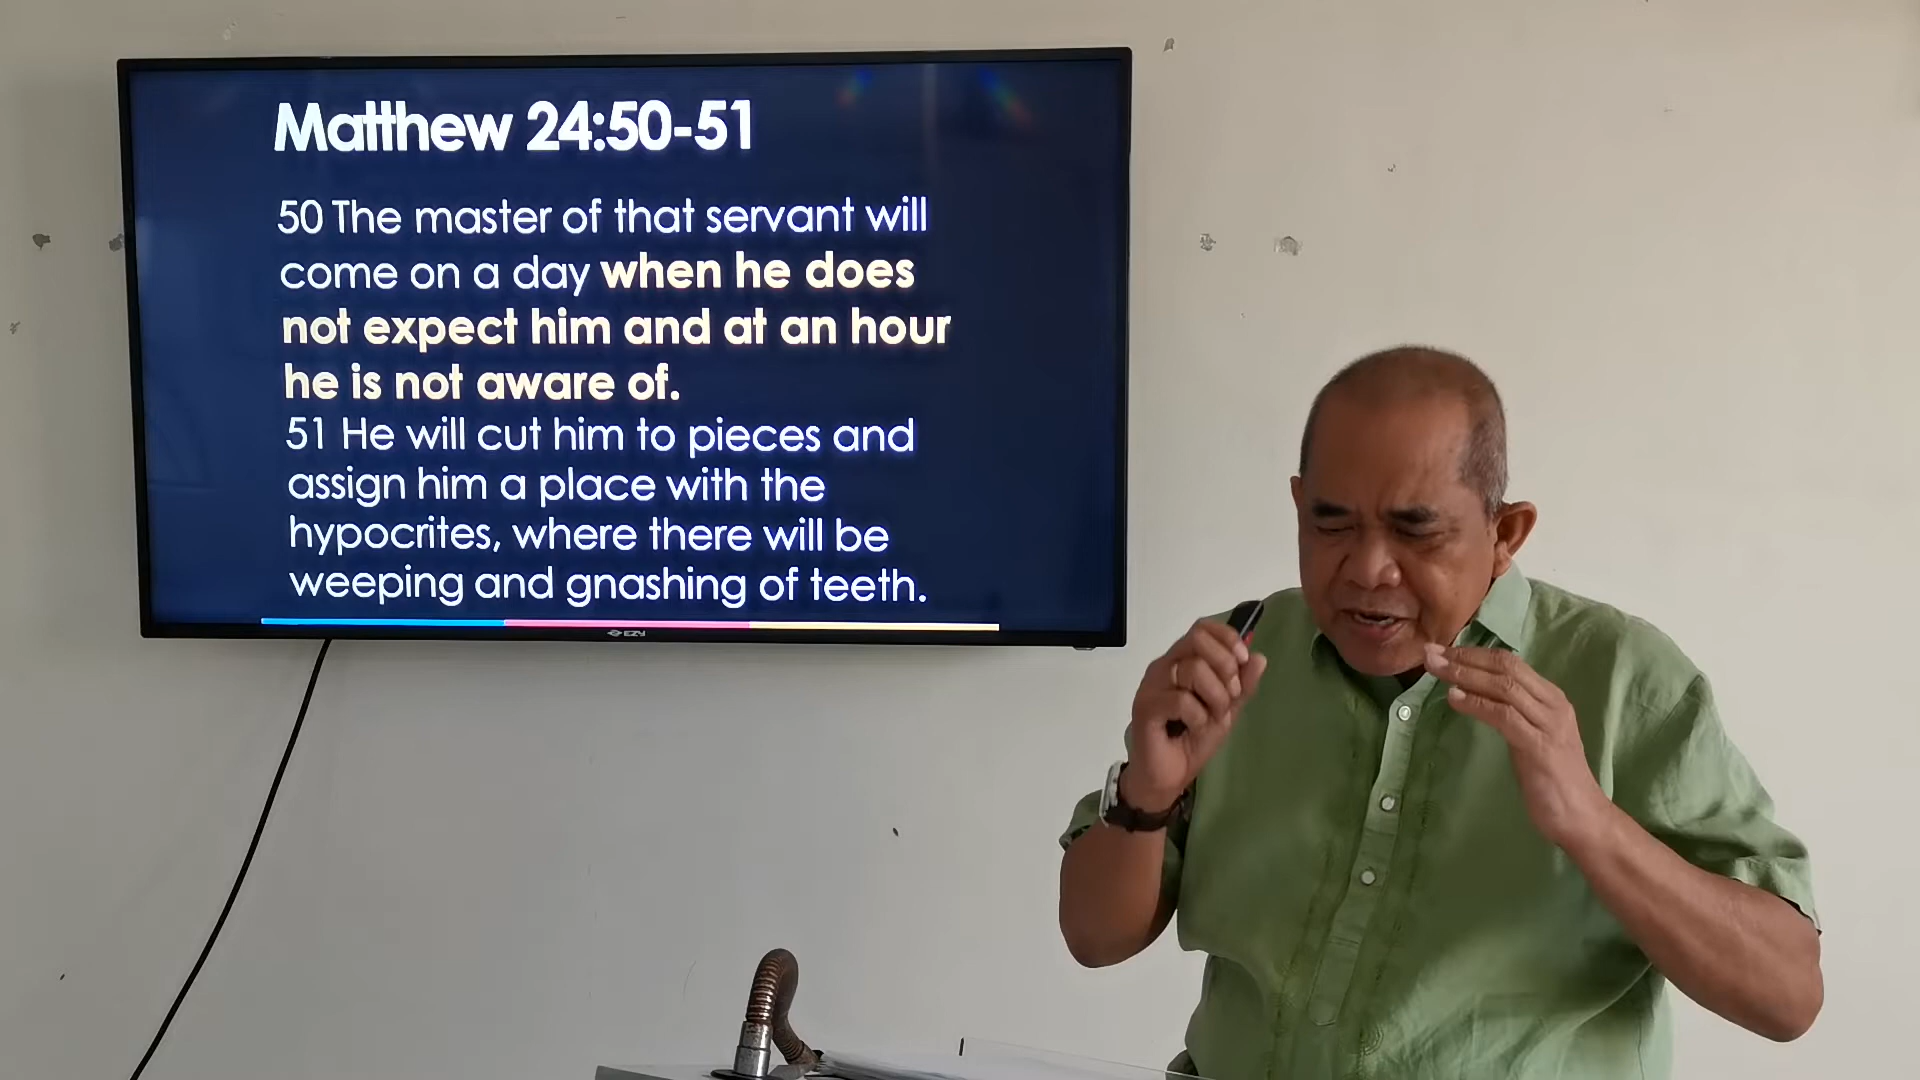 Matthew 24:50-51
50 The master of that servant will
come on a day when he does
not expect him and at an hour
he is not aware of.
51 He will cut him to pieces and
assign him a place with the
hypocrites, where there will be
weeping and gnashing of teeth.
EZY